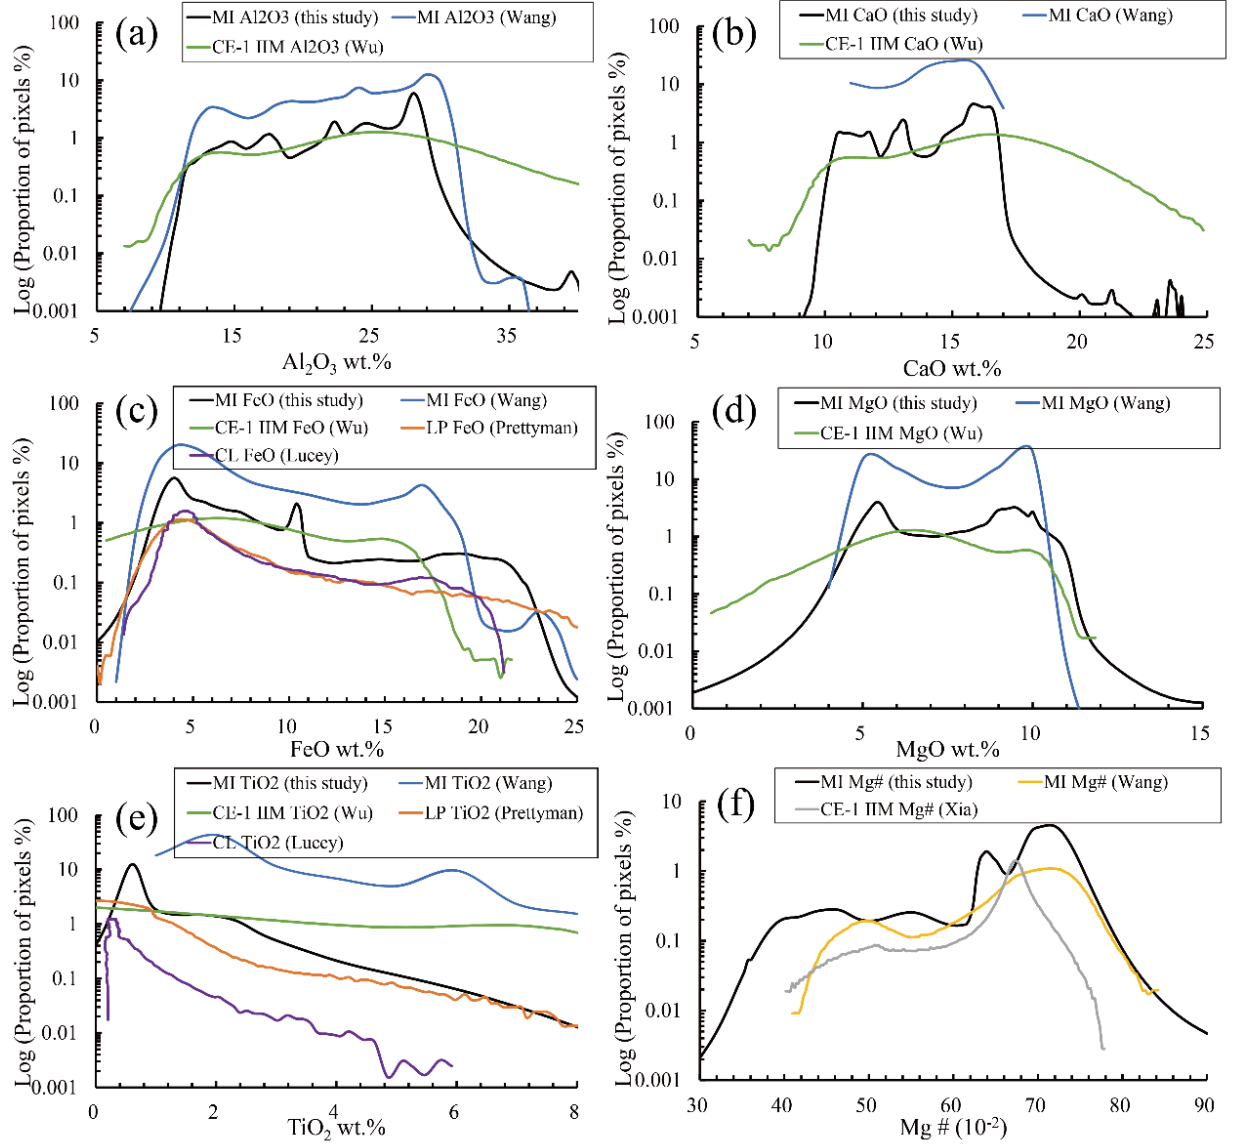 (a)
MI Al2O3 (this study) MI Al2O3 (Wang)
CE-1 IIM Al2O3 (Wu)
Log (Proportion of pixels %)
100
10
1
0.1
0.01
0.001
5 15 25 35
Al2O3 wt.%
(b)
MI CaO (this study) MI CaO (Wang)
CE-1 IIM CaO (Wu)
Log (Proportion of pixels %)
100
10
1
0.1
0.01
0.001
5 10 15 20 25
CaO wt.%
(c)
MI FeO (this study) MI FeO (Wang)
CE-1 IIM FeO (Wu) LP FeO (Prettyman)
CL FeO (Lucey)
Log (Proportion of pixels %)
100
10
1
0.1
0.01
0.001
0 5 10 15 20 25
FeO wt.%
(d)
MI MgO (this study) MI MgO (Wang)
CE-1 IIM MgO (Wu)
Log (Proportion of pixels %)
100
10
1
0.1
0.01
0.001
0 5 10 15
MgO wt.%
(e)
MI TiO2 (this study) MI TiO2 (Wang)
CE-1 IIM TiO2 (Wu) LP TiO2 (Prettyman)
CL TiO2 (Lucey)
Log (Proportion of pixels %)
100
10
1
0.1
0.01
0.001
0 2 4 6 8
TiO2 wt.%
(f)
MI Mg# (this study) MI Mg# (Wang)
CE-1 IIM Mg# (Xia)
Log (Proportion of pixels %)
10
1
0.1
0.01
0.001
30 40 50 60 70 80 90
Mg # (10-2)